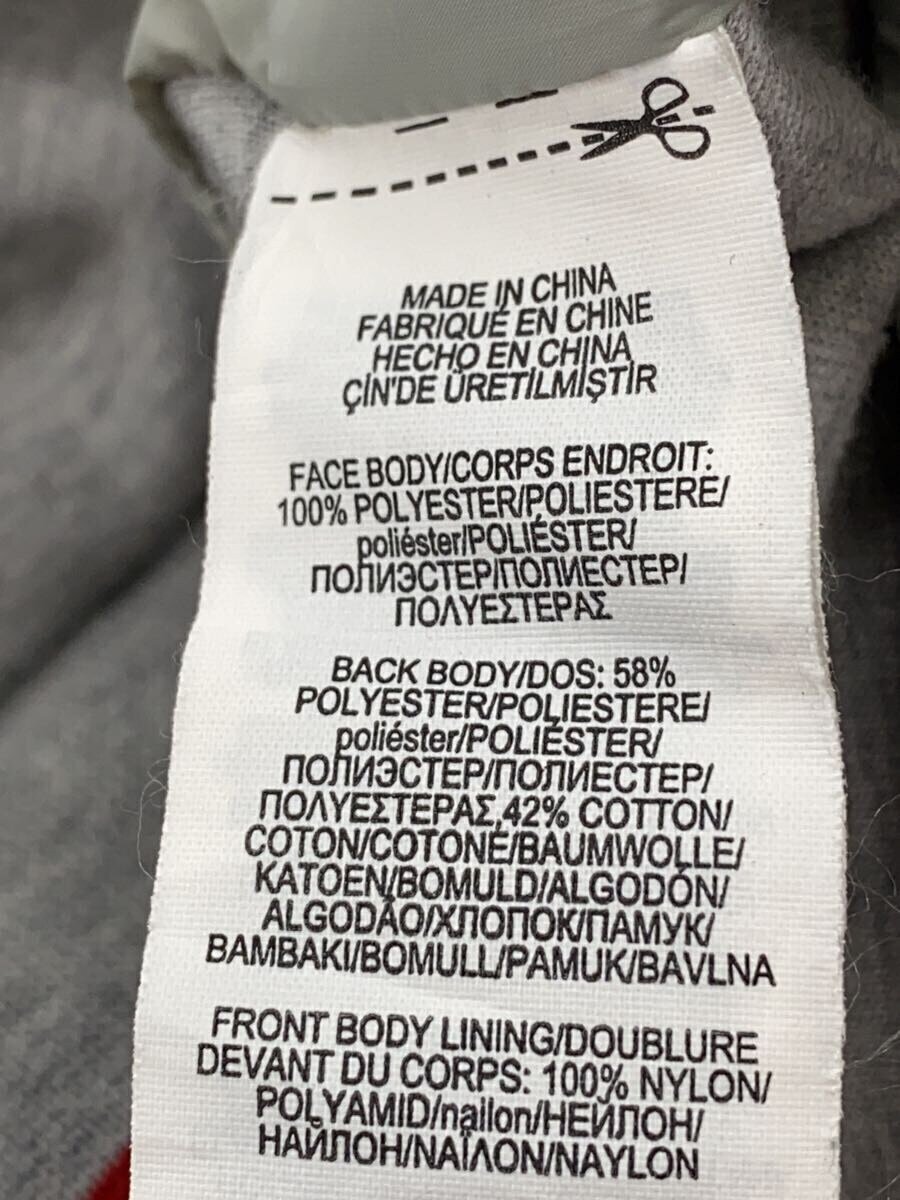 MADE IN CHINA
FABRIQUÉ EN CHINE
HECHO EN CHINA
ÇİN'DE ÜRETİLMİŞTİR
FACE BODY/CORPS ENDROIT:
100% POLYESTER/POLIESTERE/
poliéster/POLIÉSTER/
ПОЛИЭСТЕР/ПОЛИЕСТЕР/
ΠΟΛΥΕΣΤΕΡΑΣ
BACK BODY/DOS: 58%
POLYESTER/POLIESTERE/
poliéster/POLIÉSTER/
ПОЛИЭСТЕР/ПОЛИЕСТЕР/
ΠΟΛΥΕΣΤΕΡΑΣ,42% COTTON/
COTON/COTONE/BAUMWOLLE/
KATOEN/BOMULD/ALGODÓN/
ALGODÃO/ХЛОПОК/ПАМУК/
ΒΑΜΒΑΚΙ/BOMULL/PAMUK/BAVLNA
FRONT BODY LINING/DOUBLURE
DEVANT DU CORPS: 100% NYLON/
POLYAMID/naílon/НЕЙЛОН/
НАЙЛОН/ΝΑΪΛΟΝ/NAYLON